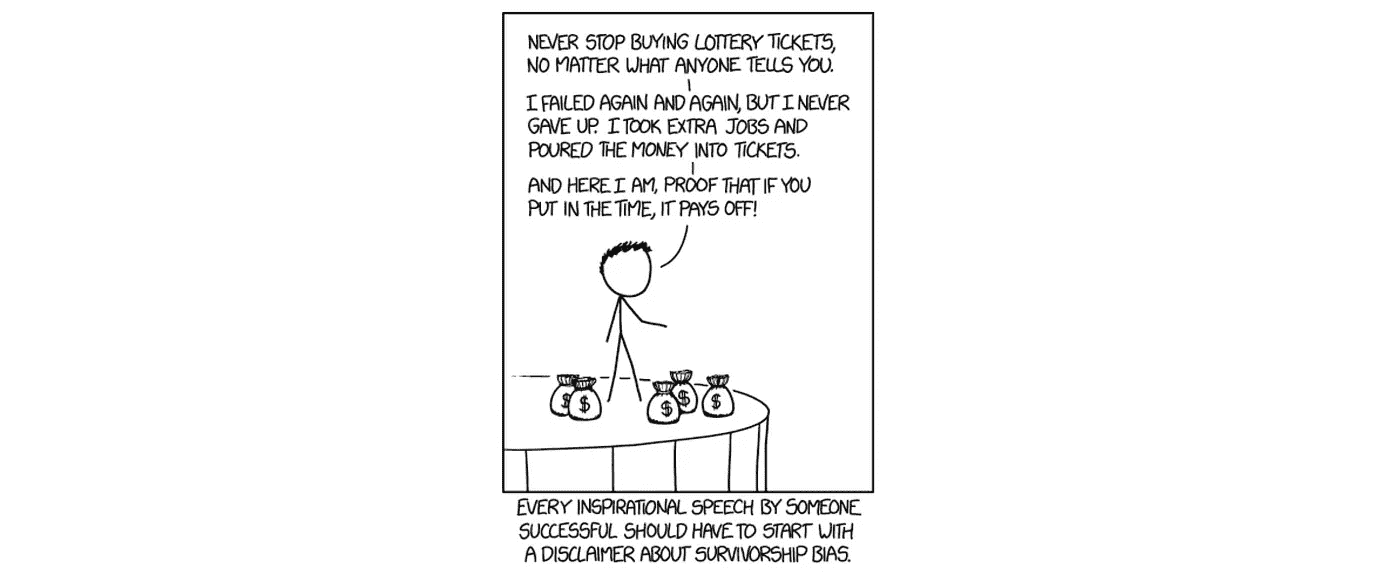 NEVER STOP BUYING LOTTERY TICKETS,
NO MATTER WHAT ANYONE TELLS YOU.
I FAILED AGAIN AND AGAIN, BUT I NEVER
GAVE UP. I TOOK EXTRA JOBS AND
POURED THE MONEY INTO TICKETS.
AND HERE I AM, PROOF THAT IF YOU
PUT IN THE TIME, IT PAYS OFF!
$ $ $ $ $
EVERY INSPIRATIONAL SPEECH BY SOMEONE
SUCCESSFUL SHOULD HAVE TO START WITH
A DISCLAIMER ABOUT SURVIVORSHIP BIAS.